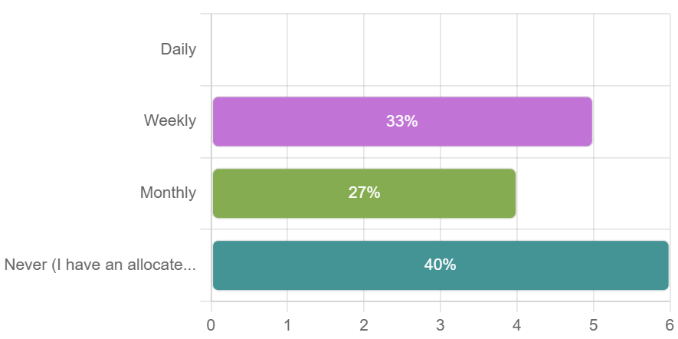 Daily
Weekly
33%
Monthly
27%
Never (I have an allocate...
40%
0 1 2 3 4 5 6